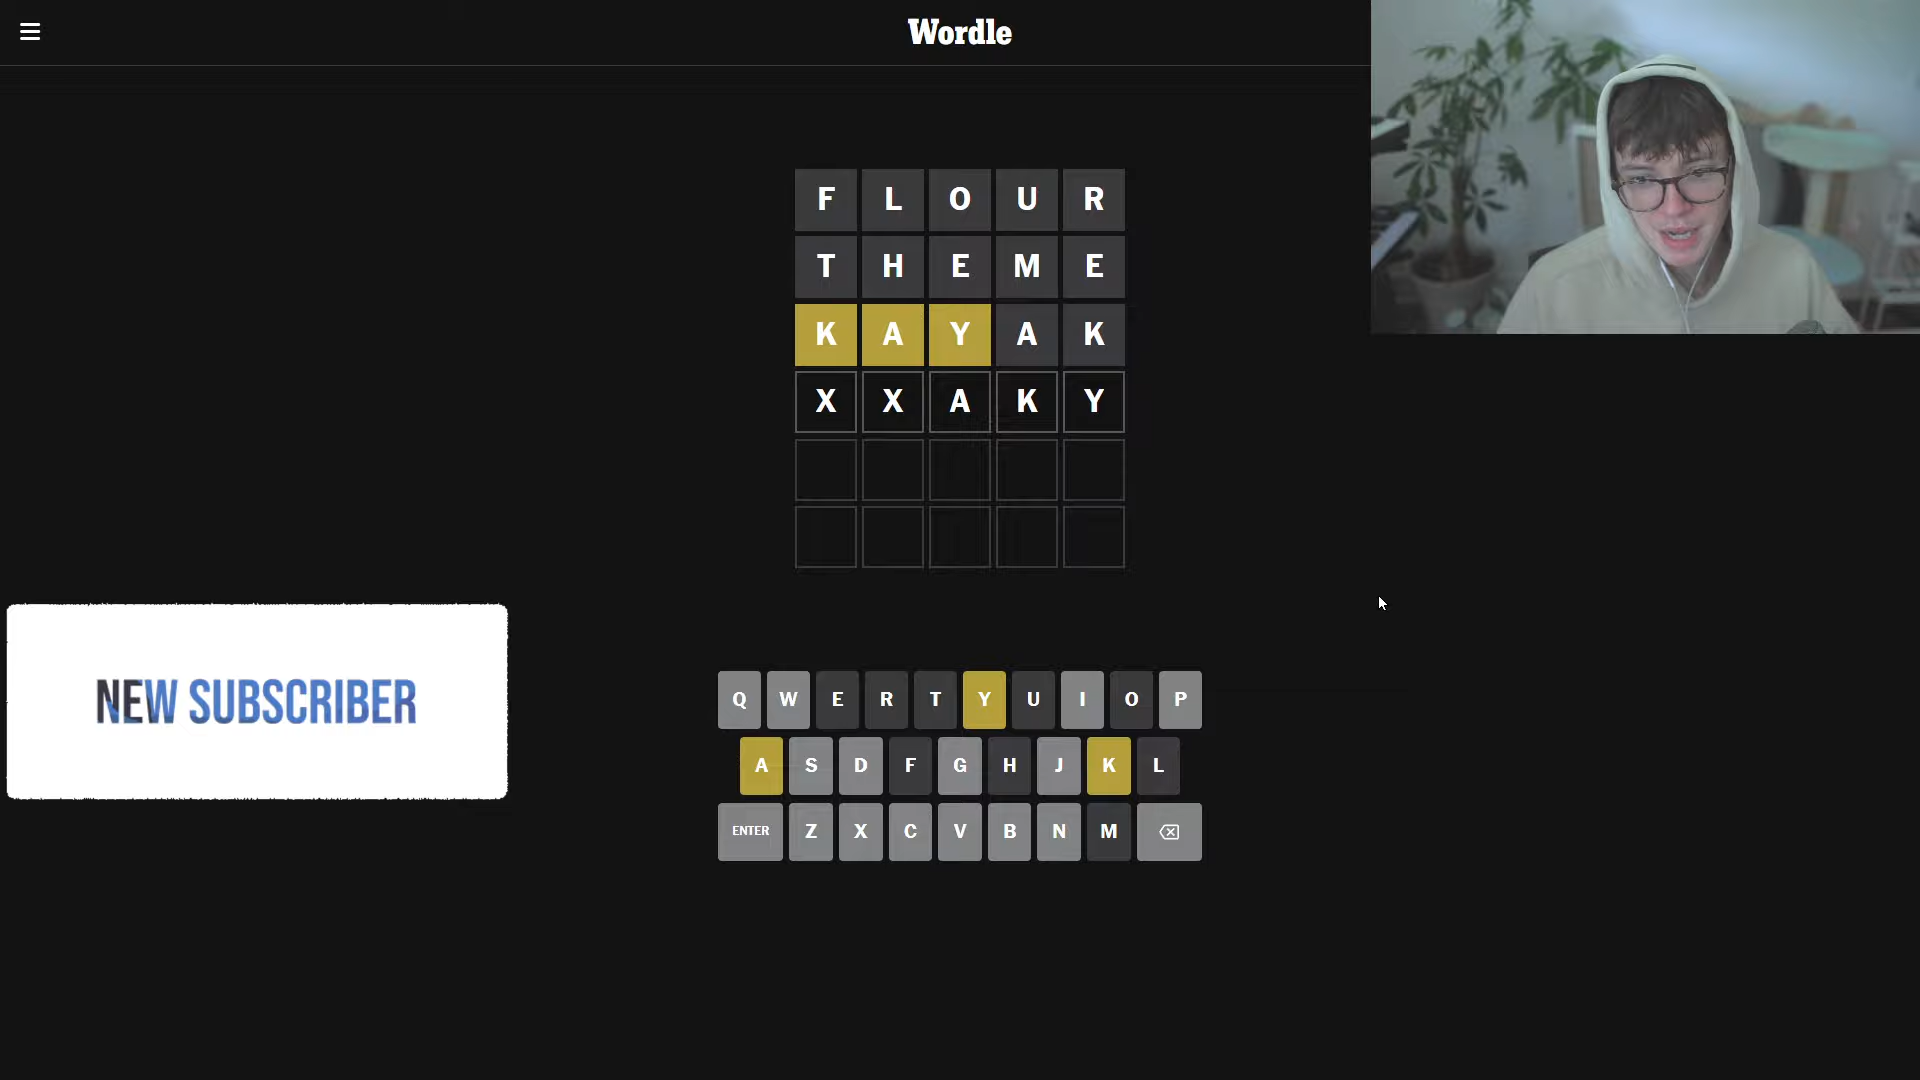 Wordle
F L O U R
T H E M E
K A Y A K
X X A K Y
NEW SUBSCRIBER
Q W E R T Y U I O P
A S D F G H J K L
ENTER Z X C V B N M